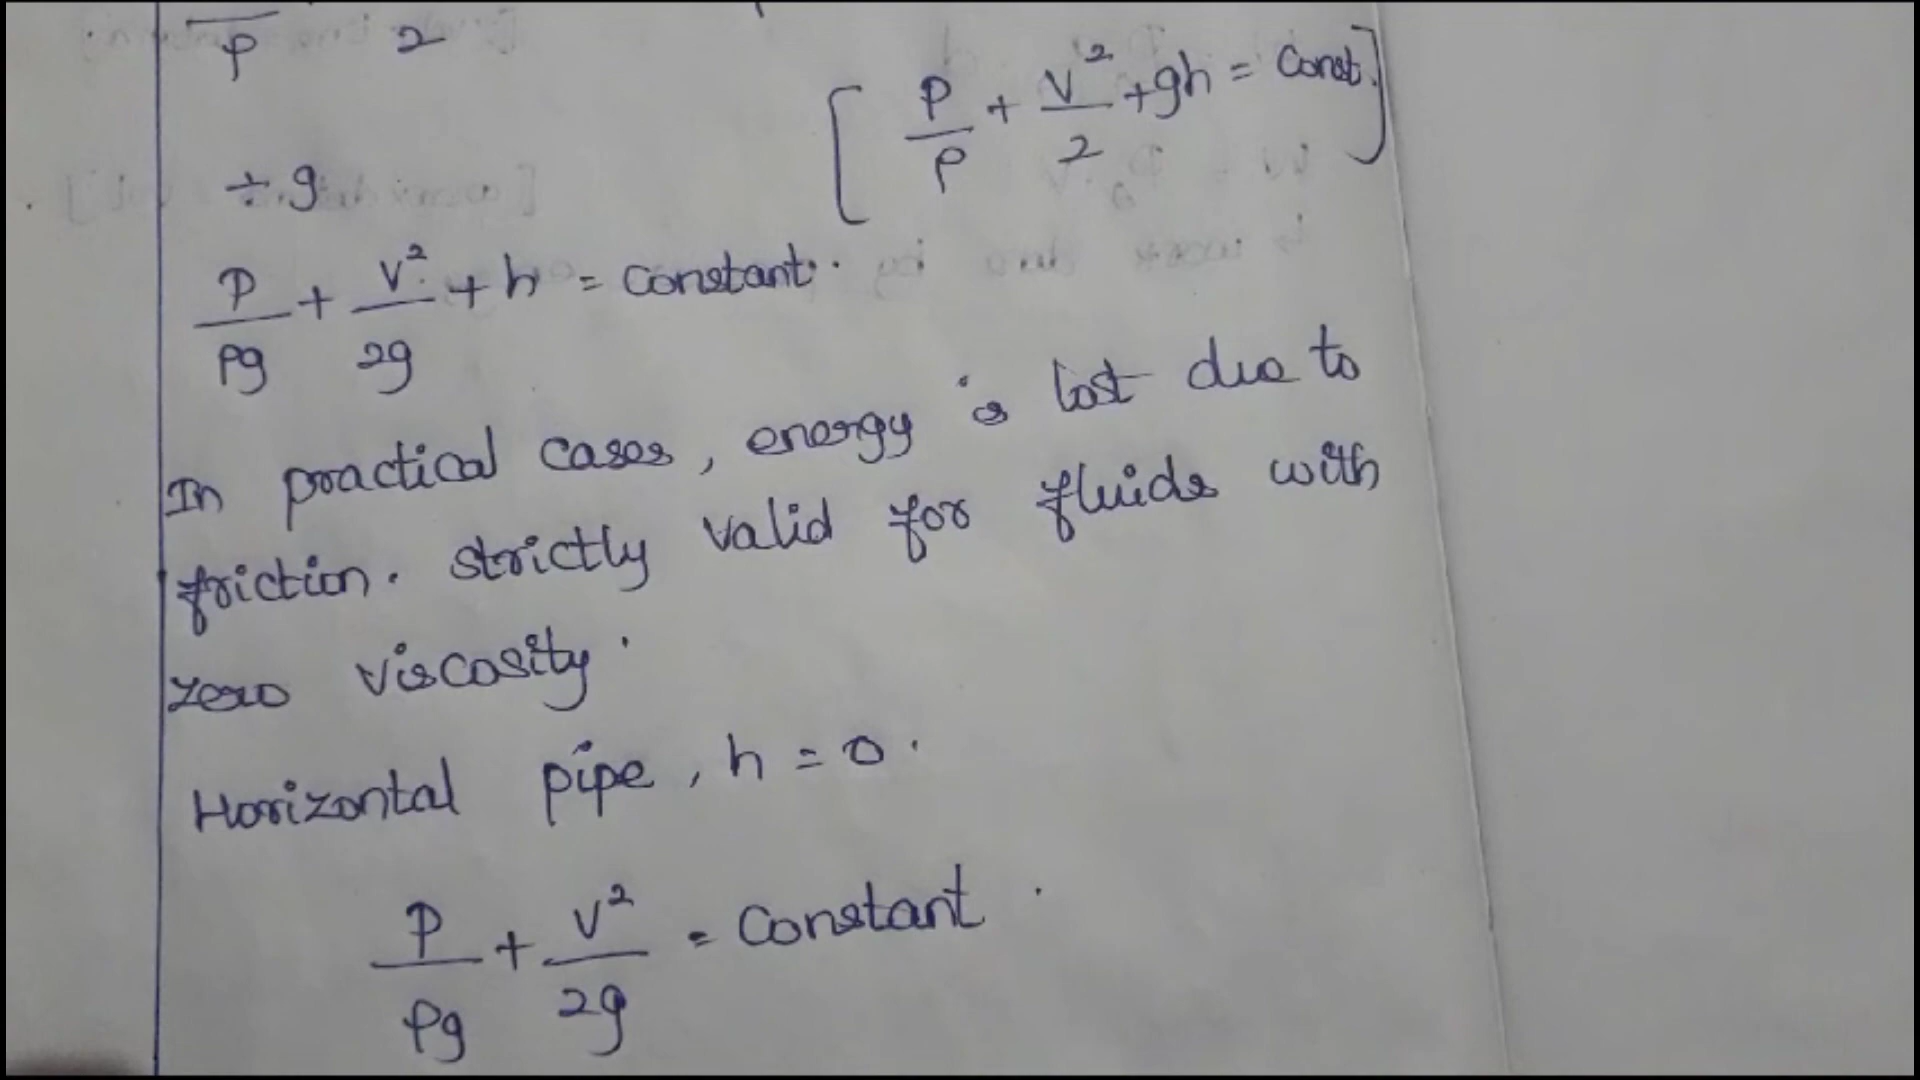 P/ρ + V²/2 + gh = Const.
ρ 2
÷ g
P/ρg + V²/2g + h = Constant.
In practical cases, energy is lost due to
friction. Strictly valid for fluids with
zero viscosity.
Horizontal pipe, h = 0.
P/ρg + V²/2g = Constant.